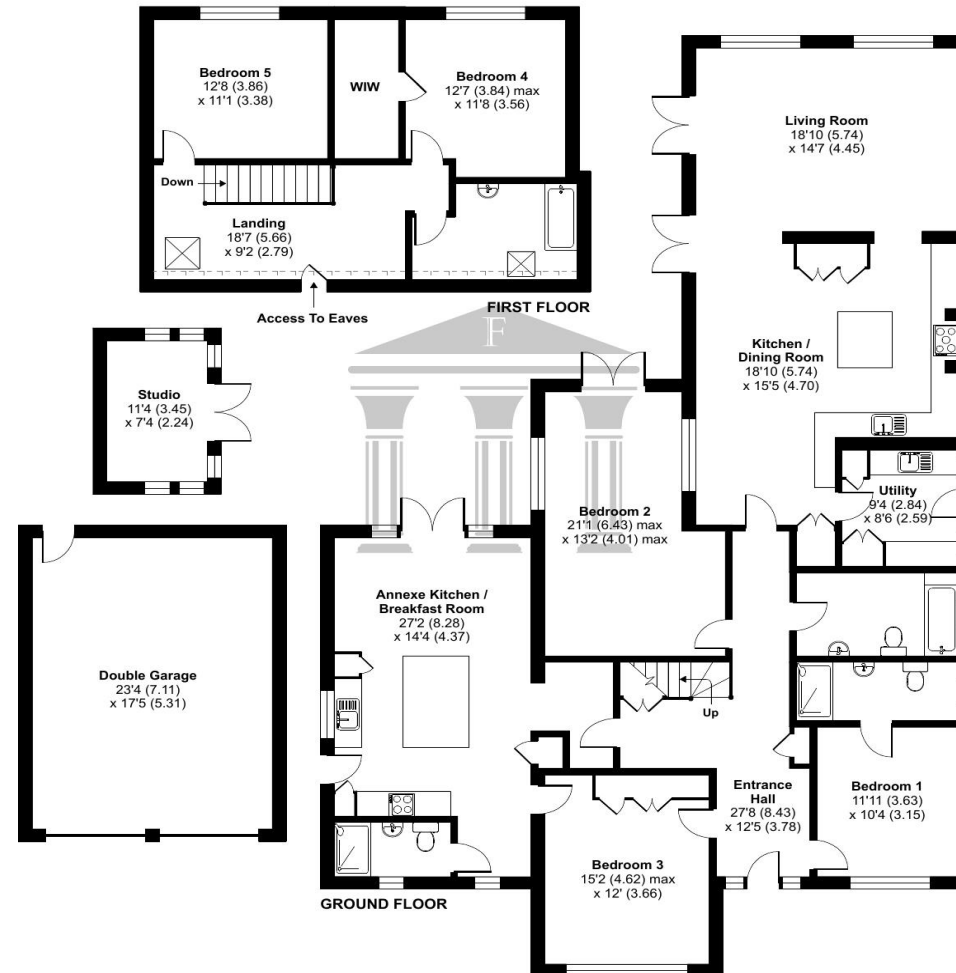 Bedroom 5
12'8 (3.86)
x 11'1 (3.38)
WIW
Bedroom 4
12'7 (3.84) max
x 11'8 (3.56)
Living Room
18'10 (5.74)
x 14'7 (4.45)
Down
Landing
18'7 (5.66)
x 9'2 (2.79)
FIRST FLOOR
Access To Eaves
F
Kitchen /
Dining Room
18'10 (5.74)
x 15'5 (4.70)
Studio
11'4 (3.45)
x 7'4 (2.24)
Utility
9'4 (2.84)
x 8'6 (2.59)
Bedroom 2
21'1 (6.43) max
x 13'2 (4.01) max
Annexe Kitchen /
Breakfast Room
27'2 (8.28)
x 14'4 (4.37)
Double Garage
23'4 (7.11)
x 17'5 (5.31)
Up
Entrance
Hall
27'8 (8.43)
x 12'5 (3.78)
Bedroom 1
11'11 (3.63)
x 10'4 (3.15)
Bedroom 3
15'2 (4.62) max
x 12' (3.66)
GROUND FLOOR